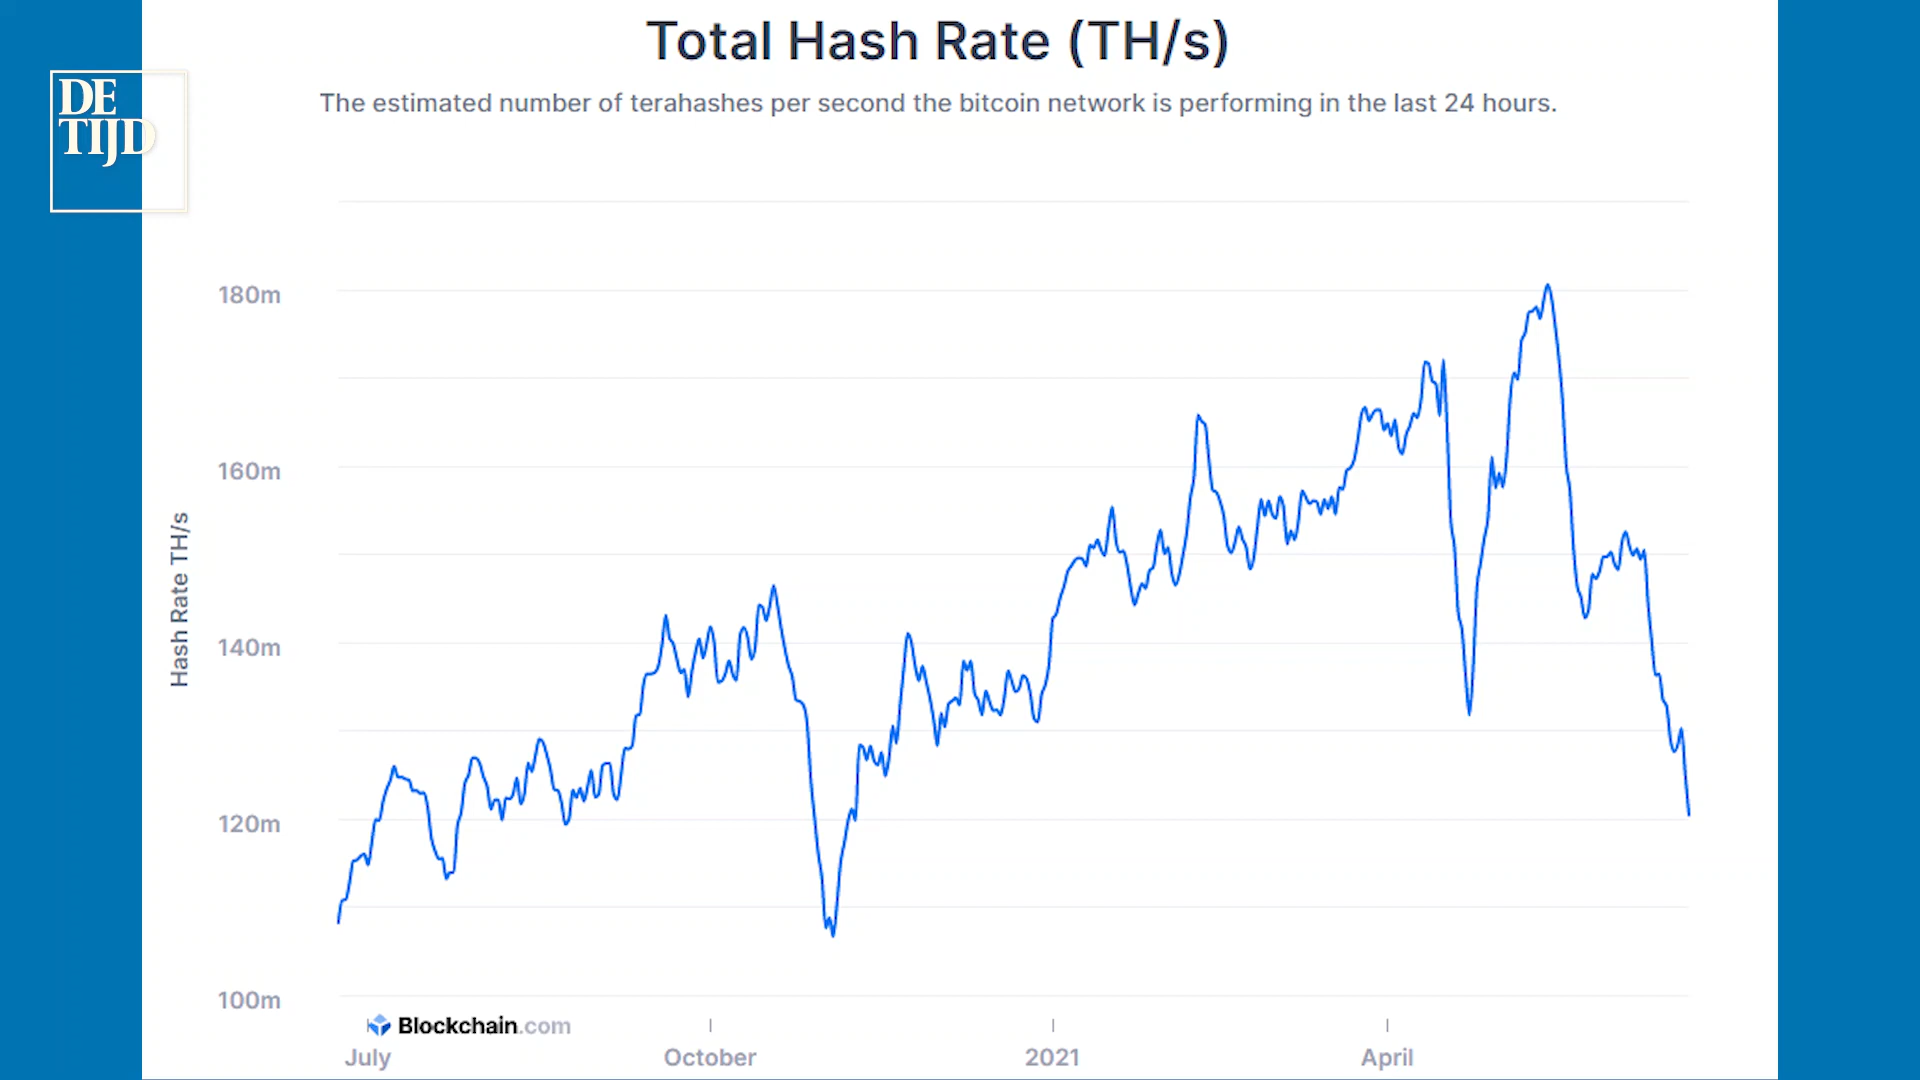 Total Hash Rate (TH/s)
The estimated number of terahashes per second the bitcoin network is performing in the last 24 hours.
DE
TIJD
180m
160m
140m
120m
100m
Hash Rate TH/s
Blockchain.com
July
October
2021
April